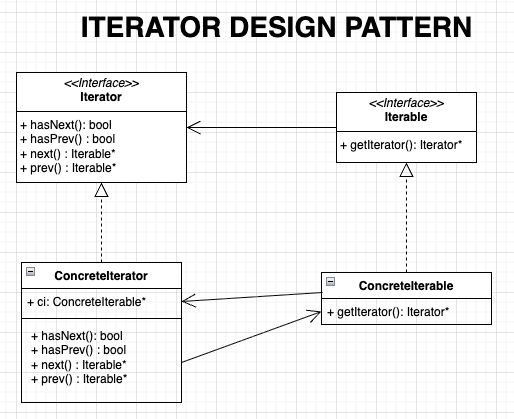 ITERATOR DESIGN PATTERN
<<Interface>>
Iterator
+ hasNext(): bool
+ hasPrev() : bool
+ next() : Iterable*
+ prev() : Iterable*
<<Interface>>
Iterable
+ getIterator(): Iterator*
ConcreteIterator
+ ci: ConcreteIterable*
+ hasNext(): bool
+ hasPrev() : bool
+ next() : Iterable*
+ prev() : Iterable*
ConcreteIterable
+ getIterator(): Iterator*